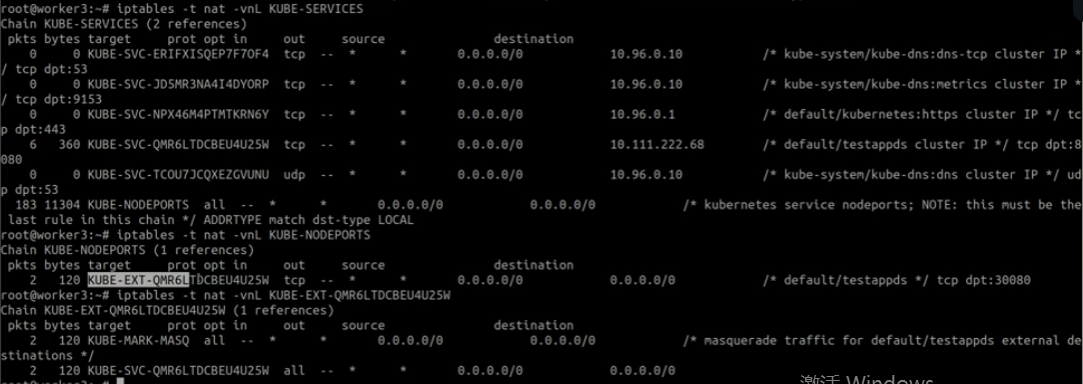 root@worker3:~# iptables -t nat -vnL KUBE-SERVICES
Chain KUBE-SERVICES (2 references)
pkts bytes target prot opt in out source destination
0 0 KUBE-SVC-ERIFXISQEP7F7OF4 tcp -- * * 0.0.0.0/0 10.96.0.10 /* kube-system/kube-dns:dns-tcp cluster IP *
/ tcp dpt:53
0 0 KUBE-SVC-JD5MR3NA4I4DYORP tcp -- * * 0.0.0.0/0 10.96.0.10 /* kube-system/kube-dns:metrics cluster IP *
/ tcp dpt:9153
0 0 KUBE-SVC-NPX46M4PTMTKRN6Y tcp -- * * 0.0.0.0/0 10.96.0.1 /* default/kubernetes:https cluster IP */ tc
p dpt:443
6 360 KUBE-SVC-QMR6LTDCBEU4U25W tcp -- * * 0.0.0.0/0 10.111.222.68 /* default/testappds cluster IP */ tcp dpt:8
080
0 0 KUBE-SVC-TCOU7JCQXEZGVUNU udp -- * * 0.0.0.0/0 10.96.0.10 /* kube-system/kube-dns:dns cluster IP */ ud
p dpt:53
183 11304 KUBE-NODEPORTS all -- * * 0.0.0.0/0 0.0.0.0/0 /* kubernetes service nodeports; NOTE: this must be the
last rule in this chain */ ADDRTYPE match dst-type LOCAL
root@worker3:~# iptables -t nat -vnL KUBE-NODEPORTS
Chain KUBE-NODEPORTS (1 references)
pkts bytes target prot opt in out source destination
2 120 KUBE-EXT-QMR6LTDCBEU4U25W tcp -- * * 0.0.0.0/0 0.0.0.0/0 /* default/testappds */ tcp dpt:30080
root@worker3:~# iptables -t nat -vnL KUBE-EXT-QMR6LTDCBEU4U25W
Chain KUBE-EXT-QMR6LTDCBEU4U25W (1 references)
pkts bytes target prot opt in out source destination
2 120 KUBE-MARK-MASQ all -- * * 0.0.0.0/0 0.0.0.0/0 /* masquerade traffic for default/testappds external de
stinations */
2 120 KUBE-SVC-QMR6LTDCBEU4U25W all -- * * 0.0.0.0/0 0.0.0.0/0
root@worker3:~#
激活 Windows